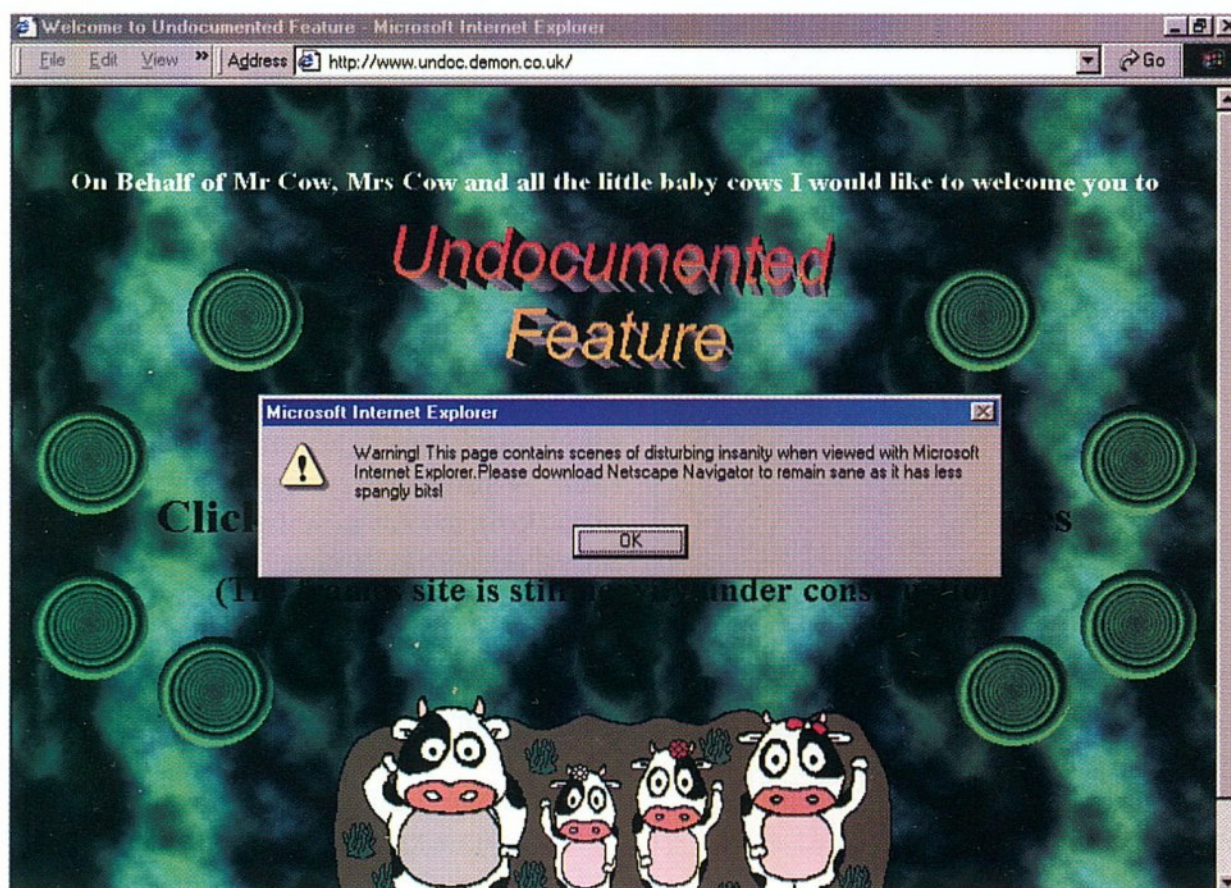 Welcome to Undocumented Feature - Microsoft Internet Explorer
File Edit View » Address http://www.undoc.demon.co.uk/ Go
On Behalf of Mr Cow, Mrs Cow and all the little baby cows I would like to welcome you to
Undocumented
Feature
Microsoft Internet Explorer
Warning! This page contains scenes of disturbing insanity when viewed with Microsoft
Internet Explorer.Please download Netscape Navigator to remain sane as it has less
spangly bits!
OK
site is still under